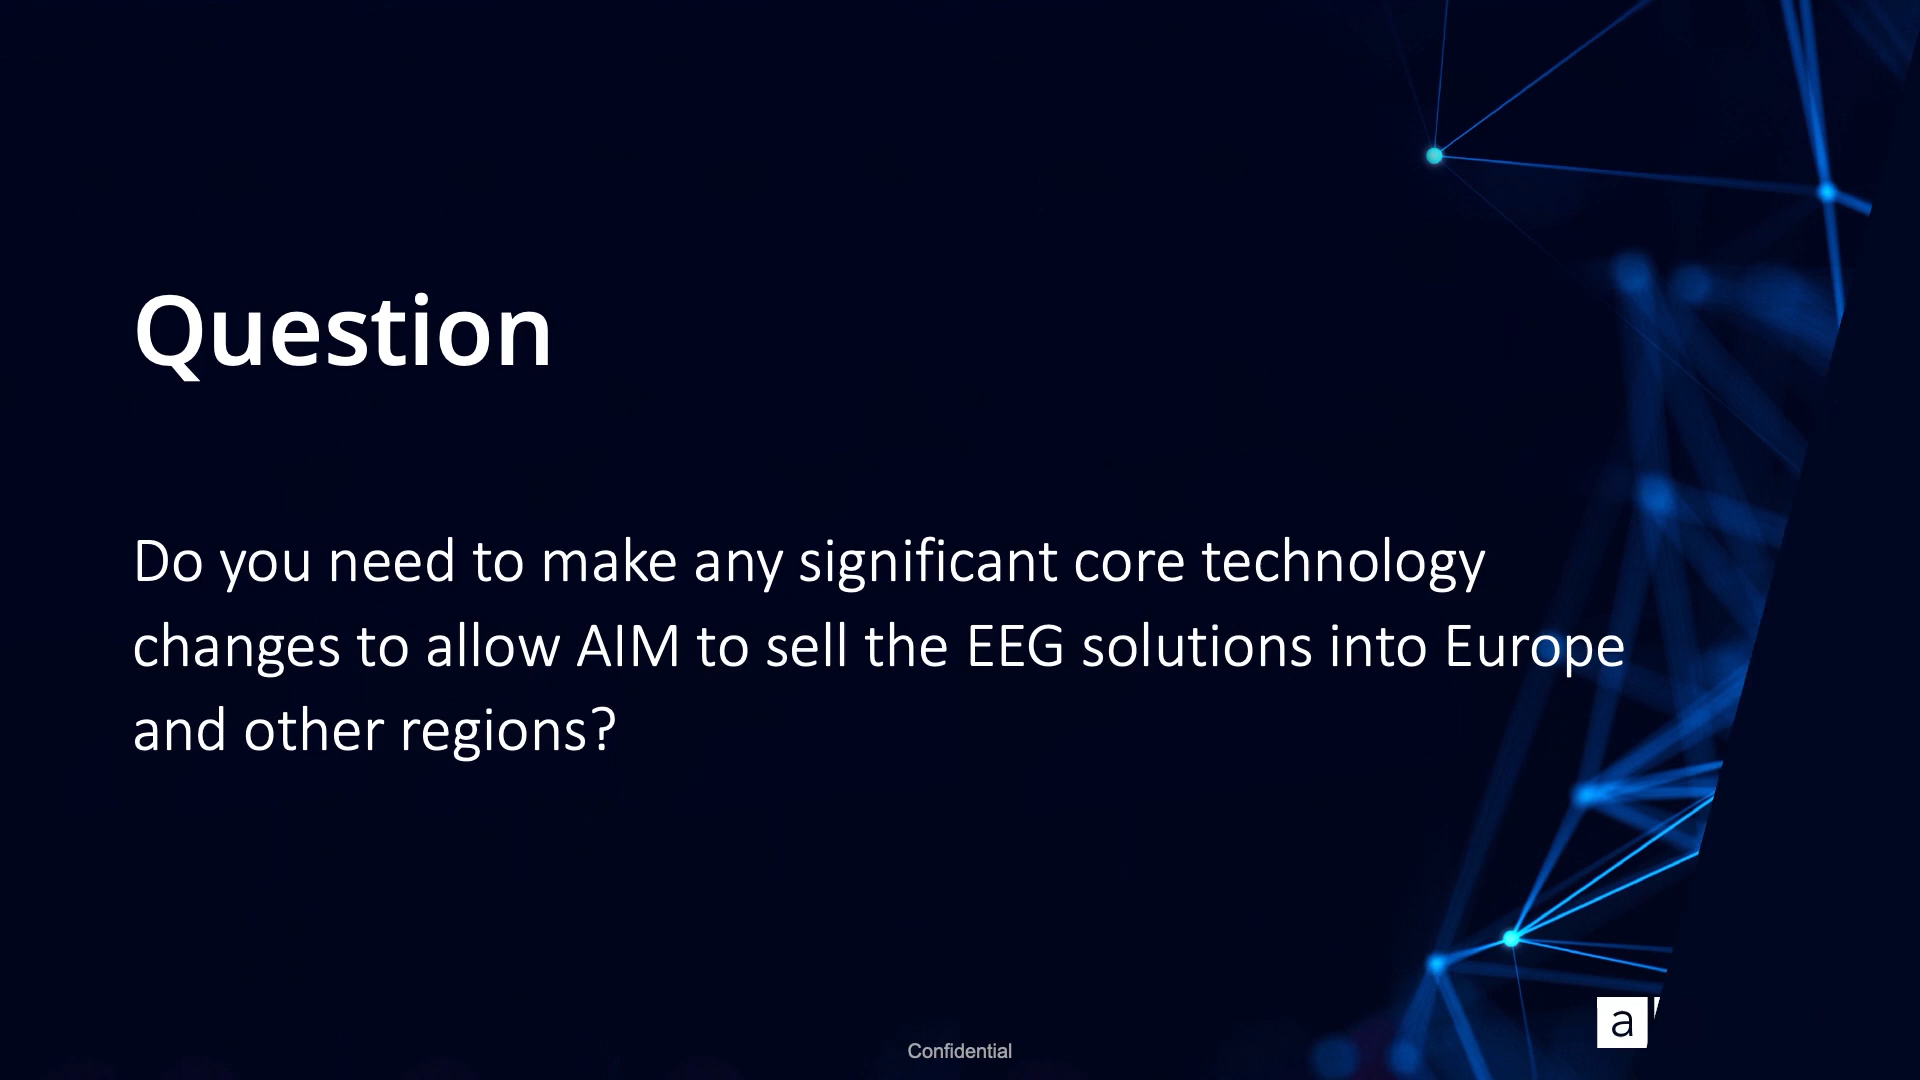 Question
Do you need to make any significant core technology
changes to allow AIM to sell the EEG solutions into Europe
and other regions?
a
Confidential